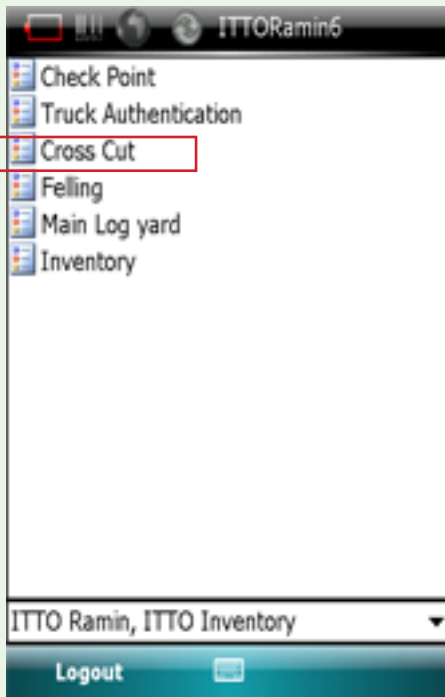 ITTORamin6
Check Point
Truck Authentication
Cross Cut
Felling
Main Log yard
Inventory
ITTO Ramin, ITTO Inventory
Logout